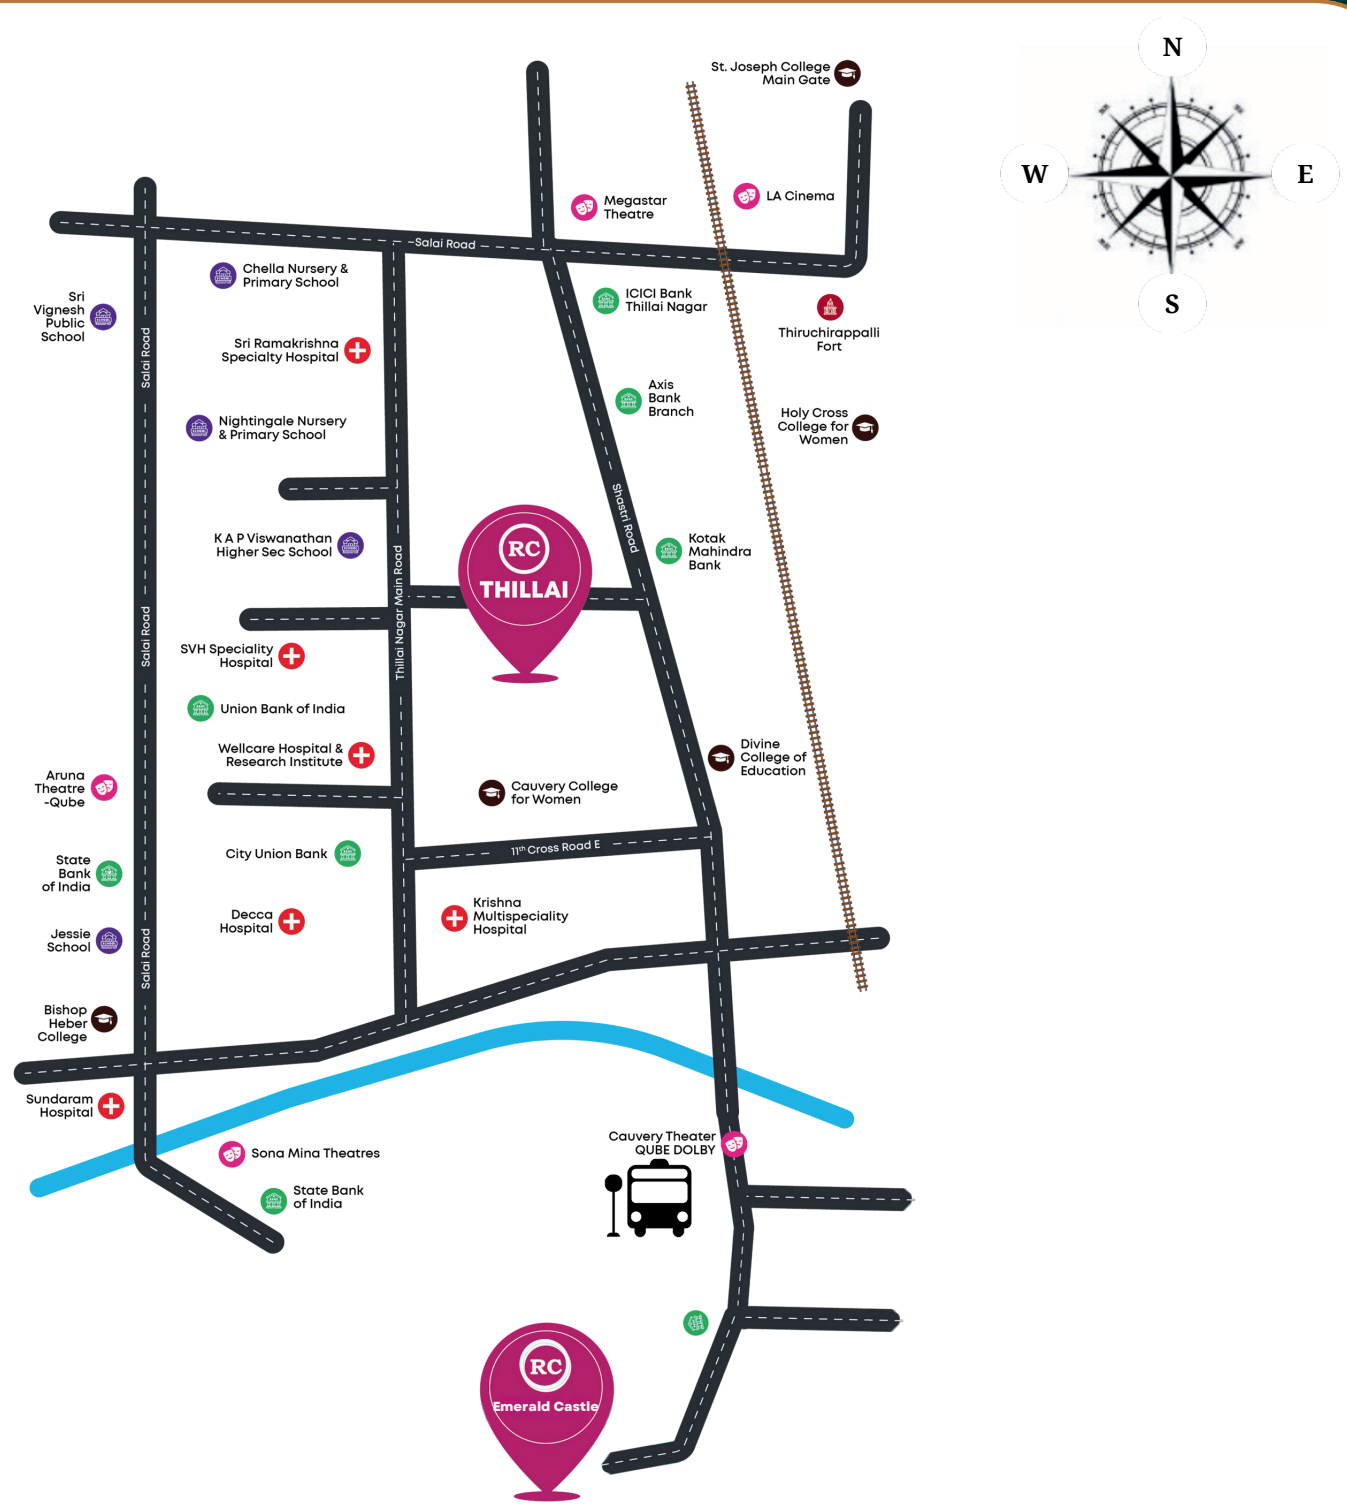 N
W
E
S
St. Joseph College
Main Gate
LA Cinema
Megastar
Theatre
Salai Road
Chella Nursery &
Primary School
ICICI Bank
Thillai Nagar
Thiruchirappalli
Fort
Sri
Vignesh
Public
School
Salai Road
Sri Ramakrishna
Specialty Hospital
Axis
Bank
Branch
Holy Cross
College for
Women
Nightingale Nursery
& Primary School
Shastri Road
K A P Viswanathan
Higher Sec School
Thillai Nagar Main Road
RC
THILLAI
Kotak
Mahindra
Bank
Salai Road
SVH Speciality
Hospital
Union Bank of India
Wellcare Hospital &
Research Institute
Divine
College of
Education
Aruna
Theatre
-Qube
Cauvery College
for Women
City Union Bank
11th Cross Road E
State
Bank
of India
Decca
Hospital
Krishna
Multispeciality
Hospital
Jessie
School
Salai Road
Bishop
Heber
College
Sundaram
Hospital
Sona Mina Theatres
State Bank
of India
Cauvery Theater
QUBE DOLBY
RC
Emerald Castle